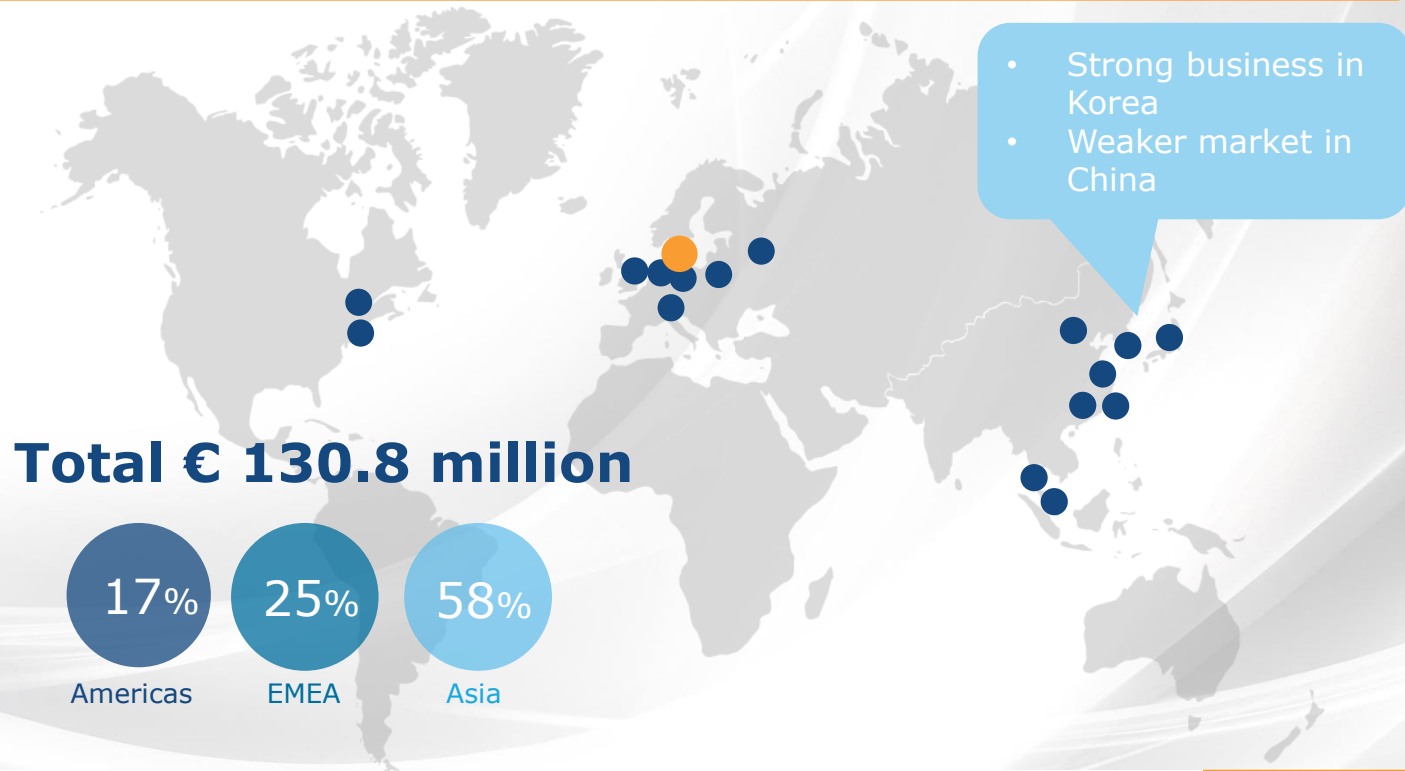 • Strong business in
Korea
• Weaker market in
China
Total € 130.8 million
17% 25% 58%
Americas EMEA Asia